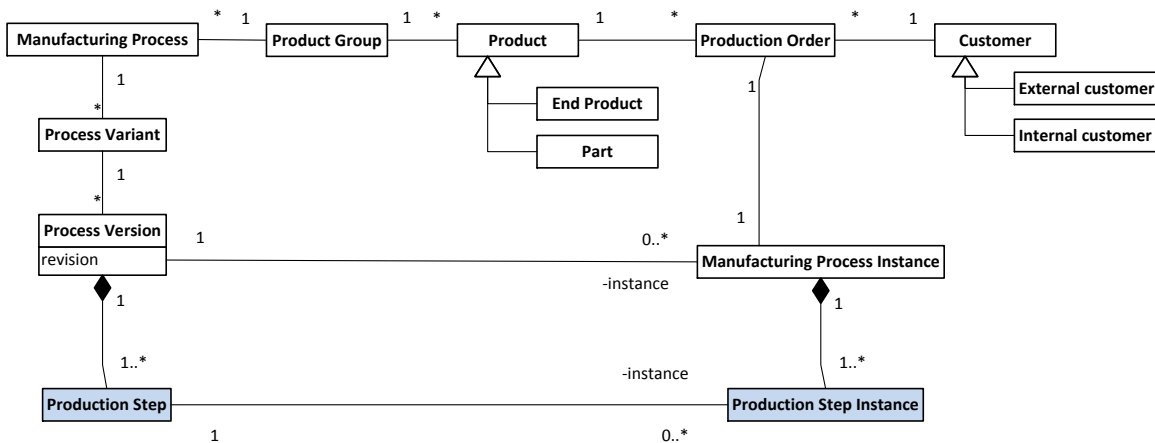 * 1 1 * 1 * * 1
Manufacturing Process Product Group Product Production Order Customer
1 1
External customer
End Product
* Internal customer
Process Variant Part
1
*
Process Version 1
1 0..*
revision Manufacturing Process Instance
-instance
1 1
1..* -instance 1..*
Production Step Production Step Instance
1 0..*